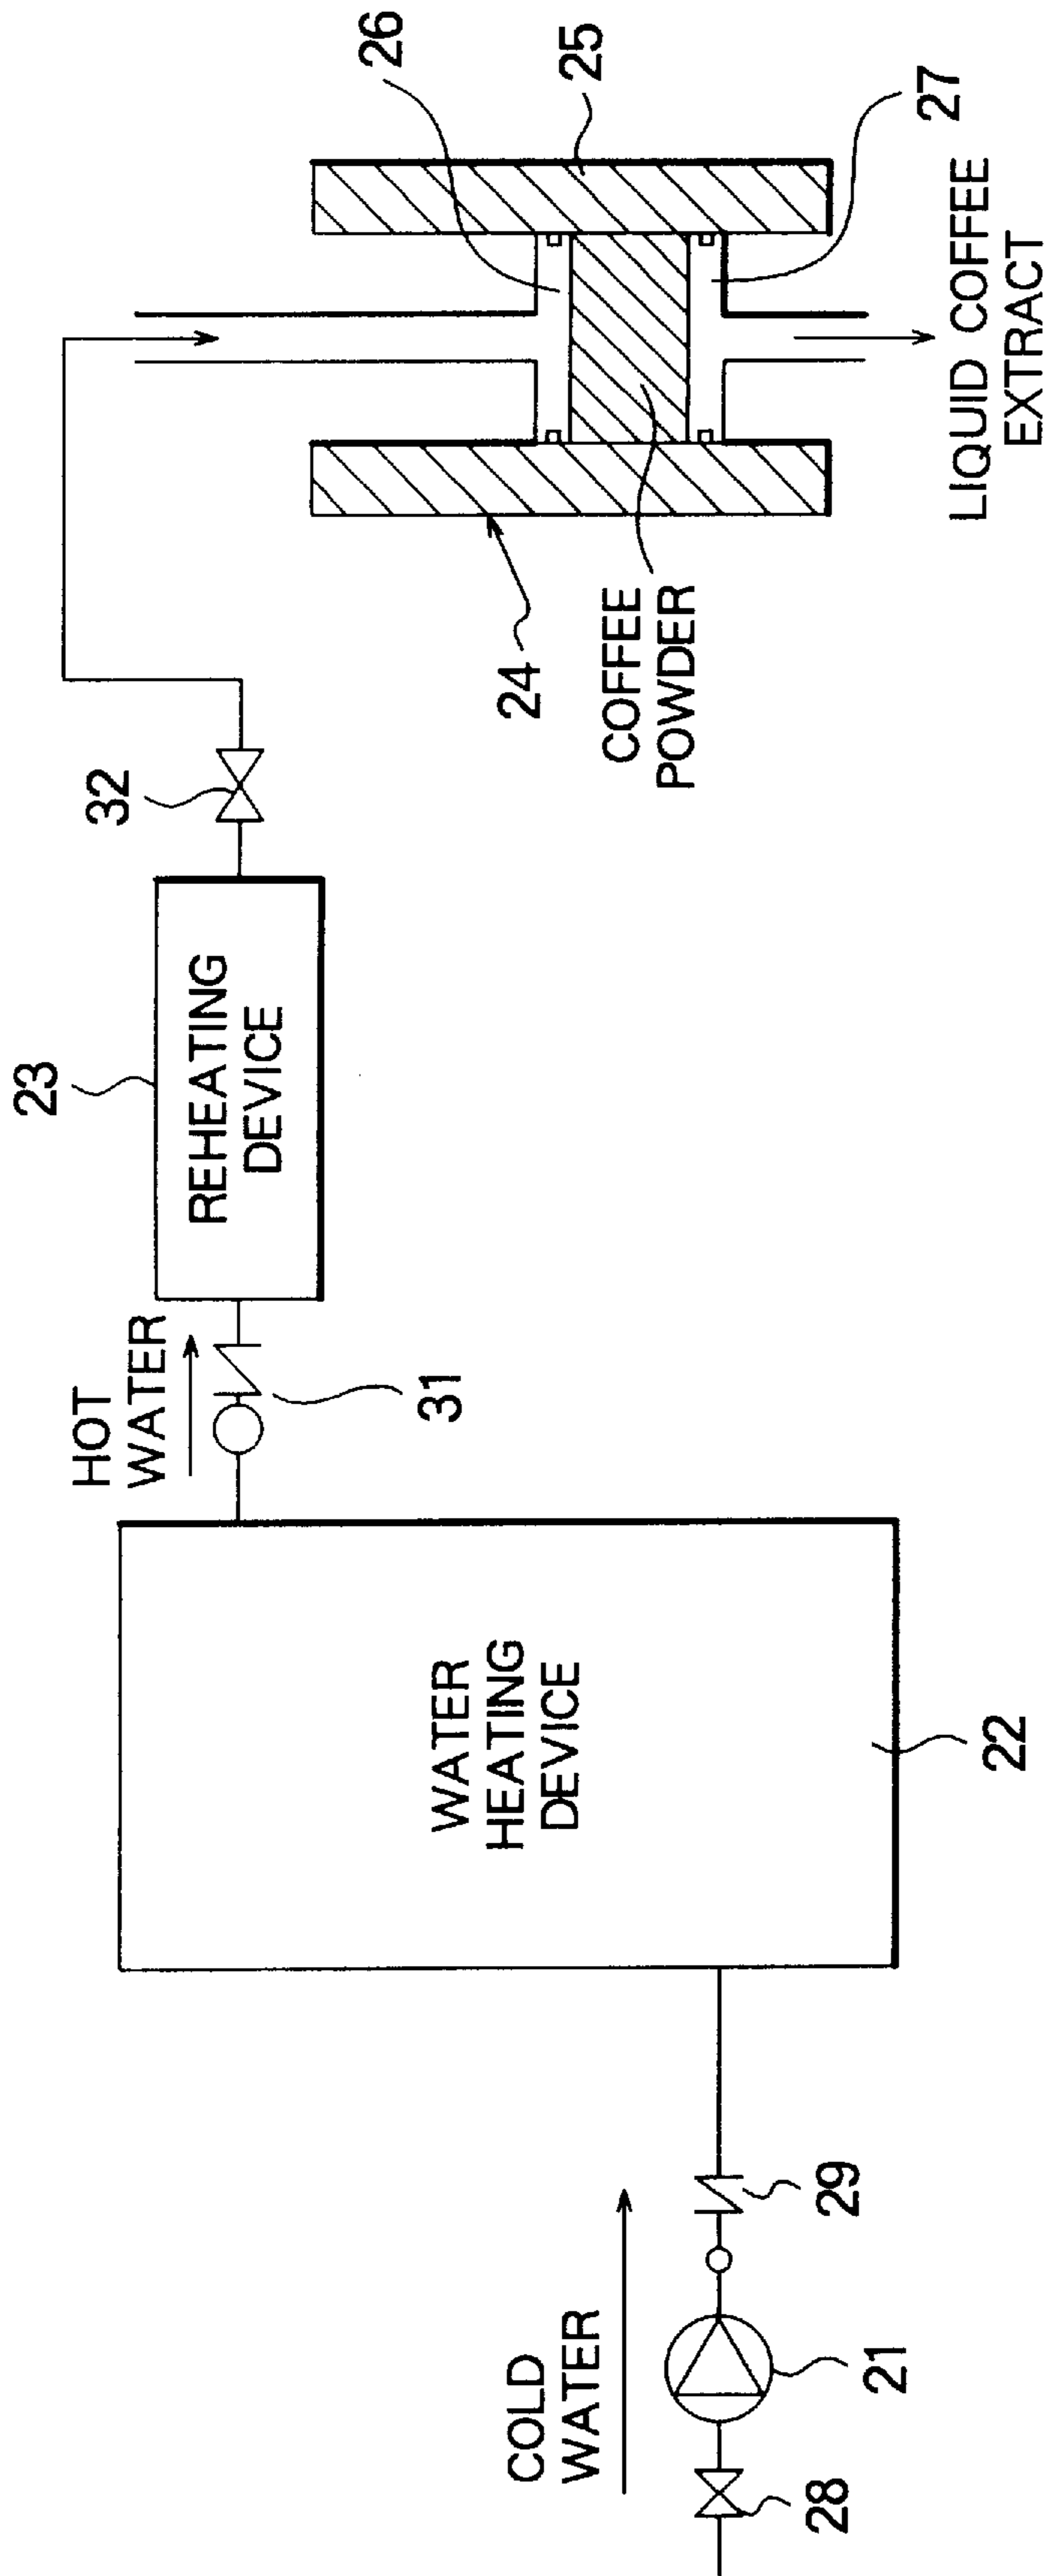 COLD
WATER
28
21
29
WATER
HEATING
DEVICE
22
HOT
WATER
31
23
REHEATING
DEVICE
32
24
COFFEE
POWDER
26
25
27
LIQUID COFFEE
EXTRACT